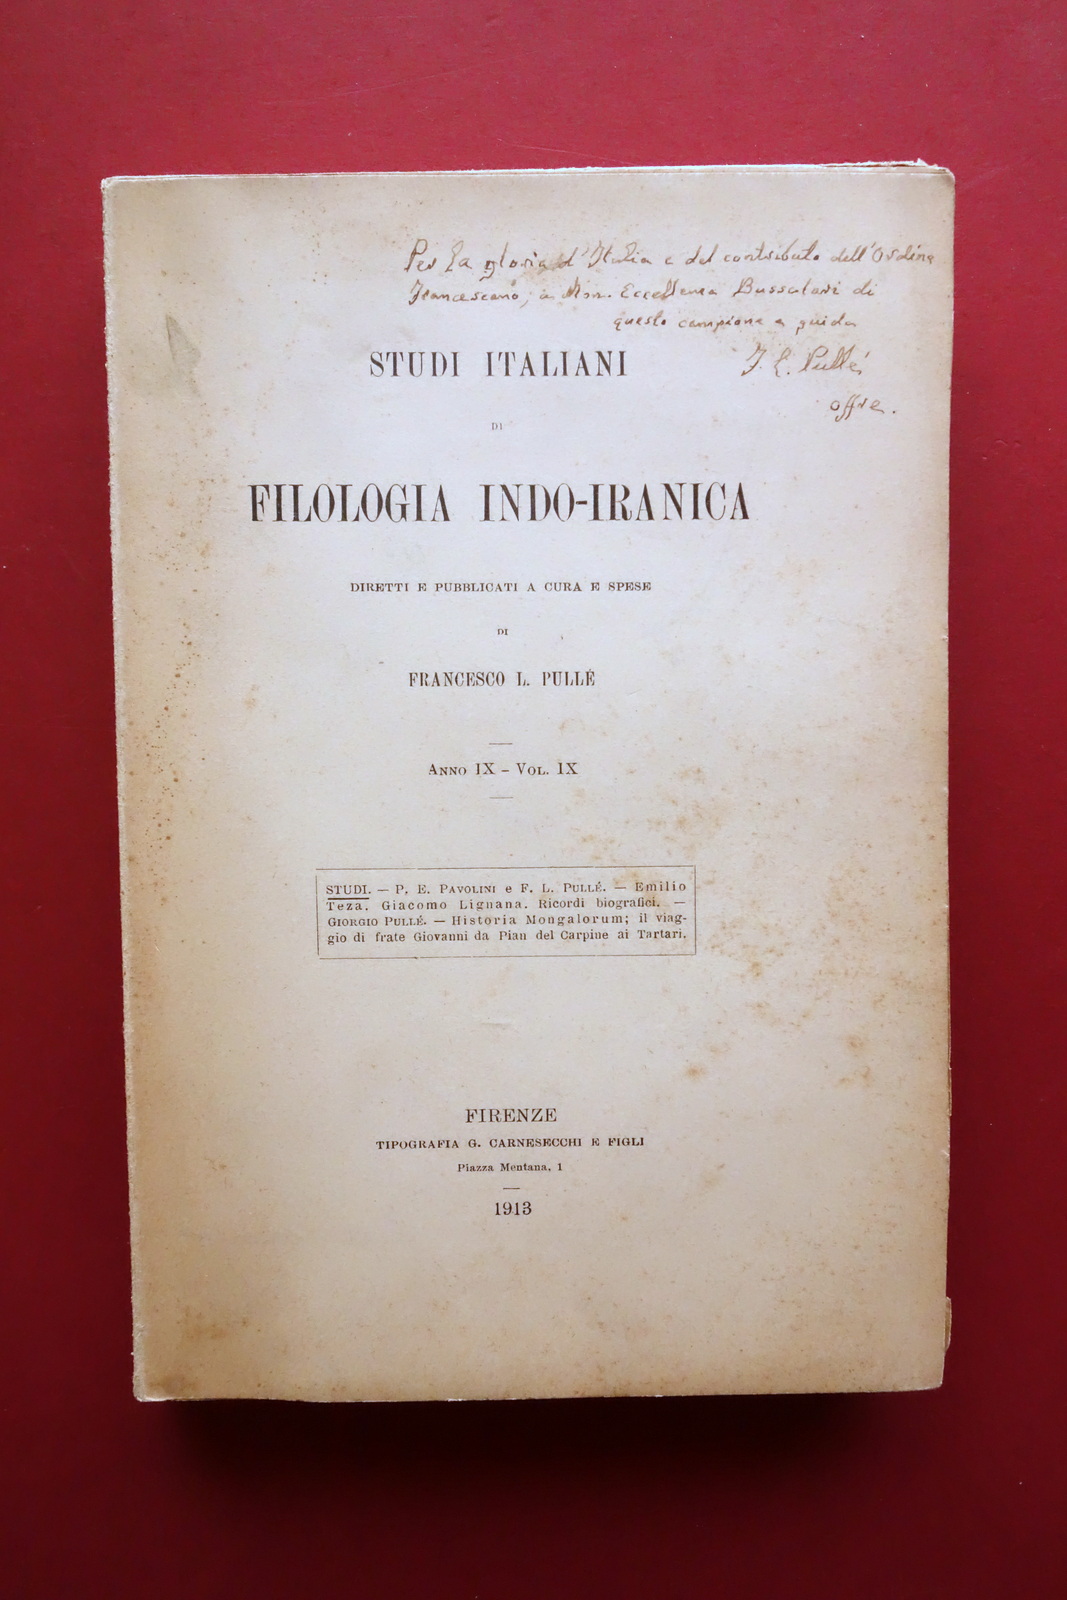 Per la gloria d'Italia e del contributo dell'Ordine
Francescano, a Mon. Eccellenza Bussolari di
questo campione e guida
F. L. Pullé
offre.
STUDI ITALIANI
DI
FILOLOGIA INDO-IRANICA
DIRETTI E PUBBLICATI A CURA E SPESE
DI
FRANCESCO L. PULLÉ
ANNO IX - VOL. IX
STUDI. — P. E. PAVOLINI e F. L. PULLÉ. — Emilio
Teza. Giacomo Lignana. Ricordi biografici. —
GIORGIO PULLÉ. — Historia Mongalorum; il viag-
gio di frate Giovanni da Pian del Carpine ai Tartari.
FIRENZE
TIPOGRAFIA G. CARNESECCHI E FIGLI
Piazza Mentana, 1
1913